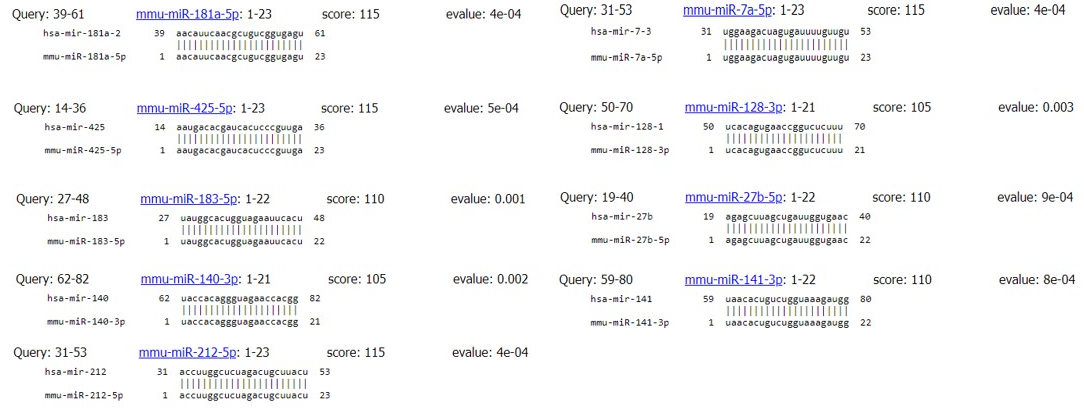 Query: 39-61 mmu-miR-181a-5p: 1-23 score: 115 evalue: 4e-04
hsa-mir-181a-2 39 aacauucaacgcugucggugagu 61
|||||||||||||||||||||||
mmu-miR-181a-5p 1 aacauucaacgcugucggugagu 23
Query: 14-36 mmu-miR-425-5p: 1-23 score: 115 evalue: 5e-04
hsa-mir-425 14 aaugacacgaucacucccguuga 36
|||||||||||||||||||||||
mmu-miR-425-5p 1 aaugacacgaucacucccguuga 23
Query: 27-48 mmu-miR-183-5p: 1-22 score: 110 evalue: 0.001
hsa-mir-183 27 uauggcacugguagaauucacu 48
||||||||||||||||||||||
mmu-miR-183-5p 1 uauggcacugguagaauucacu 22
Query: 62-82 mmu-miR-140-3p: 1-21 score: 105 evalue: 0.002
hsa-mir-140 62 uaccacaggguagaaccacgg 82
|||||||||||||||||||||
mmu-miR-140-3p 1 uaccacaggguagaaccacgg 21
Query: 31-53 mmu-miR-212-5p: 1-23 score: 115 evalue: 4e-04
hsa-mir-212 31 accuuggcucuagacugcuuacu 53
|||||||||||||||||||||||
mmu-miR-212-5p 1 accuuggcucuagacugcuuacu 23
Query: 31-53 mmu-miR-7a-5p: 1-23 score: 115 evalue: 4e-04
hsa-mir-7-3 31 uggaagacuagugauuuuguugu 53
|||||||||||||||||||||||
mmu-miR-7a-5p 1 uggaagacuagugauuuuguugu 23
Query: 50-70 mmu-miR-128-3p: 1-21 score: 105 evalue: 0.003
hsa-mir-128-1 50 ucacagugaaccggucucuuu 70
|||||||||||||||||||||
mmu-miR-128-3p 1 ucacagugaaccggucucuuu 21
Query: 19-40 mmu-miR-27b-5p: 1-22 score: 110 evalue: 9e-04
hsa-mir-27b 19 agagcuuagcugauuggugaac 40
||||||||||||||||||||||
mmu-miR-27b-5p 1 agagcuuagcugauuggugaac 22
Query: 59-80 mmu-miR-141-3p: 1-22 score: 110 evalue: 8e-04
hsa-mir-141 59 uaacacugucugguaaagaugg 80
||||||||||||||||||||||
mmu-miR-141-3p 1 uaacacugucugguaaagaugg 22